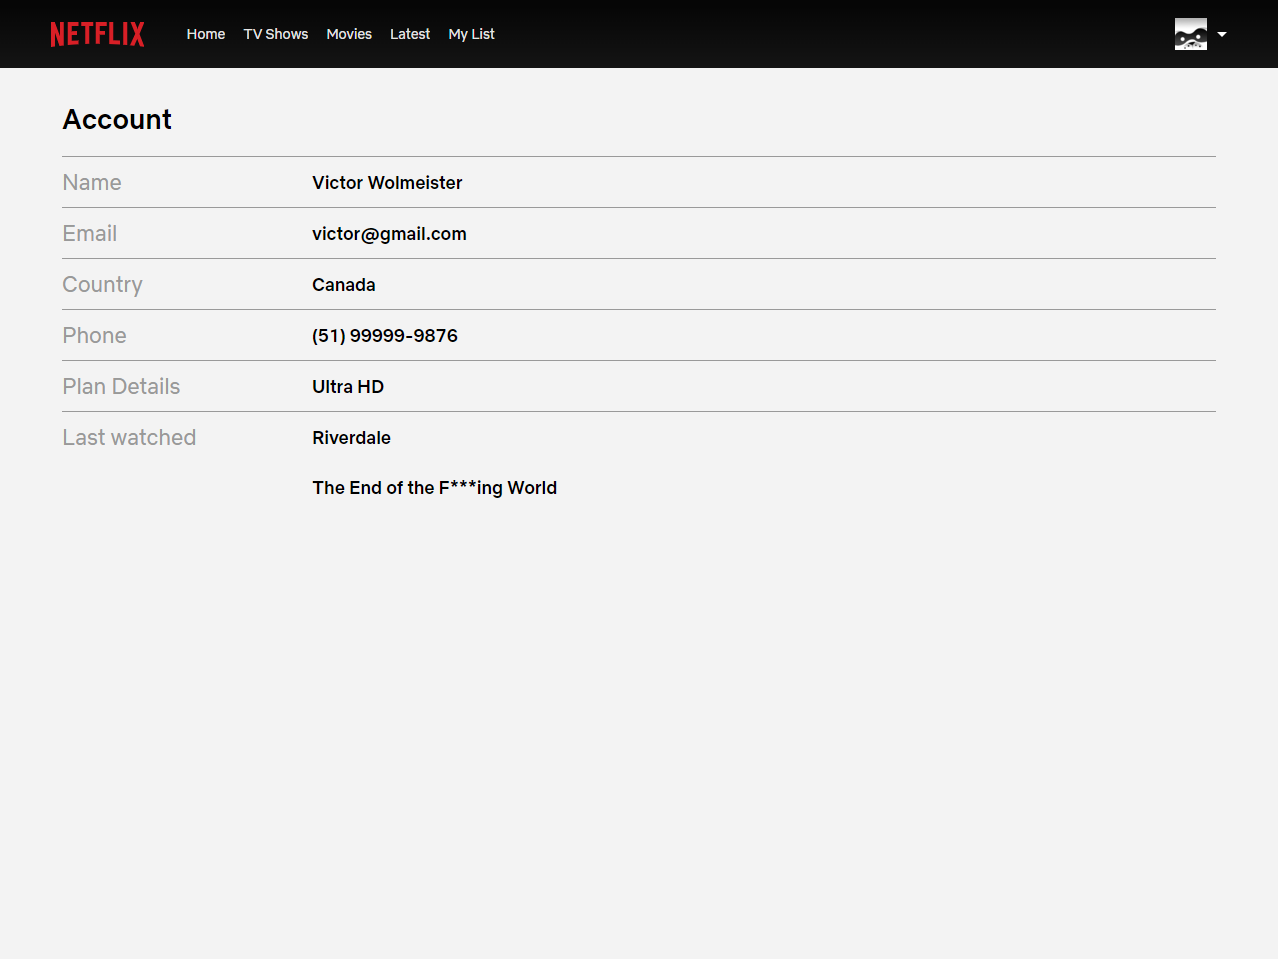 NETFLIX Home TV Shows Movies Latest My List
Account
Name Victor Wolmeister
Email victor@gmail.com
Country Canada
Phone (51) 99999-9876
Plan Details Ultra HD
Last watched Riverdale
The End of the F***ing World